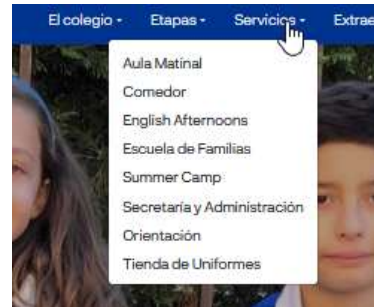 El colegio - Etapas - Servicios - Extrae
Aula Matinal
Comedor
English Afternoons
Escuela de Familias
Summer Camp
Secretaría y Administración
Orientación
Tienda de Uniformes